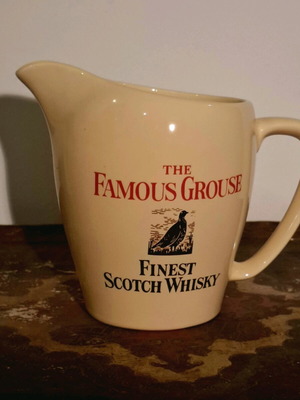 THE
FAMOUS GROUSE
FINEST
SCOTCH WHISKY